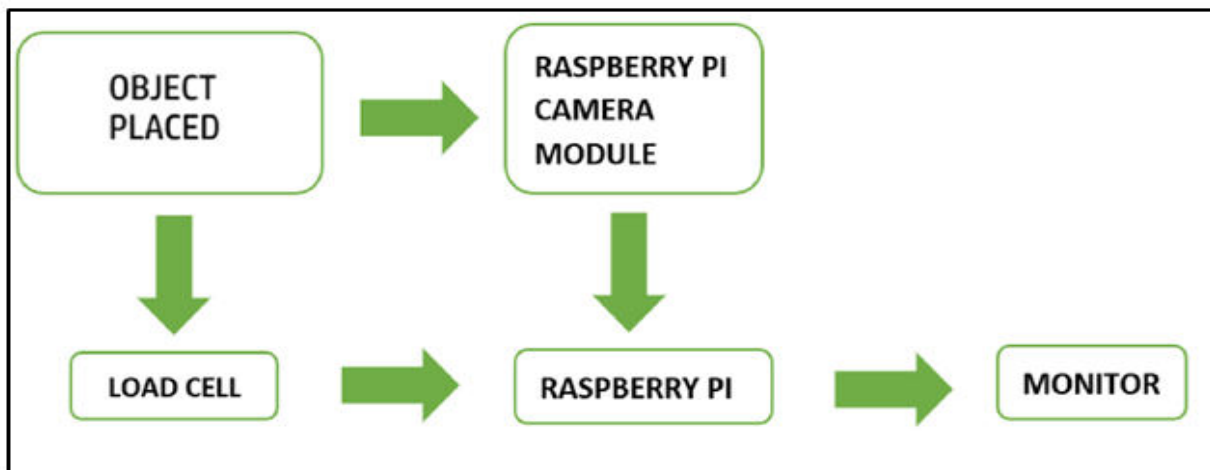 OBJECT
PLACED
RASPBERRY PI
CAMERA
MODULE
LOAD CELL
RASPBERRY PI
MONITOR